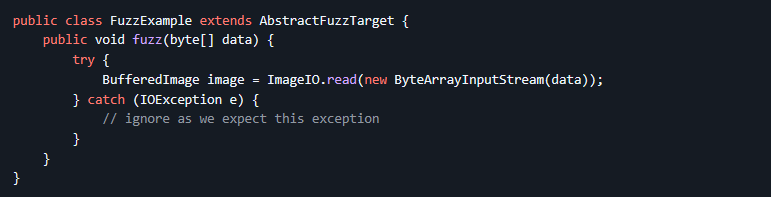 public class FuzzExample extends AbstractFuzzTarget {
    public void fuzz(byte[] data) {
        try {
            BufferedImage image = ImageIO.read(new ByteArrayInputStream(data));
        } catch (IOException e) {
            // ignore as we expect this exception
        }
    }
}